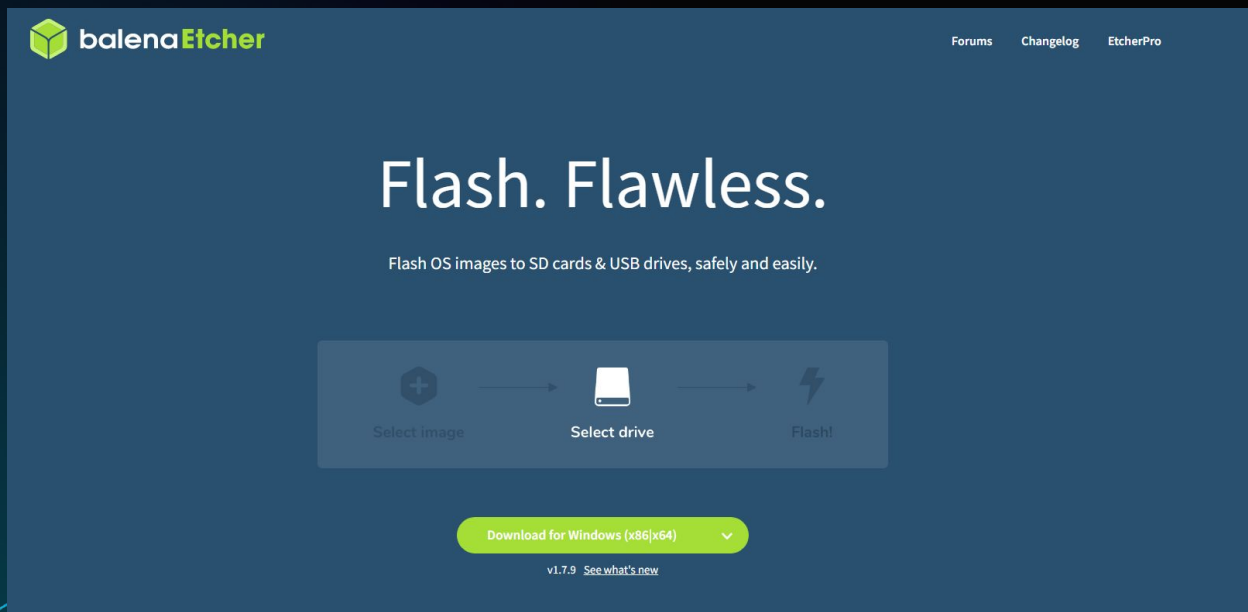 balenaEtcher
Forums Changelog EtcherPro
Flash. Flawless.
Flash OS images to SD cards & USB drives, safely and easily.
Select image Select drive Flash!
Download for Windows (x86|x64)
v1.7.9 See what's new